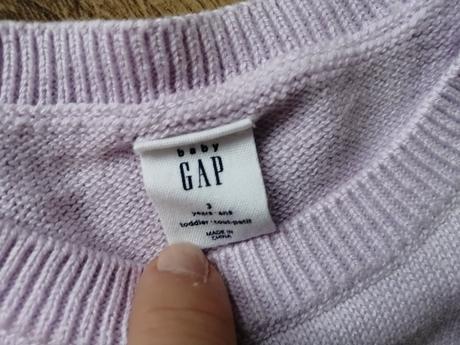 baby
GAP
3
years·ans
toddler·tout-petit
MADE IN
CHINA